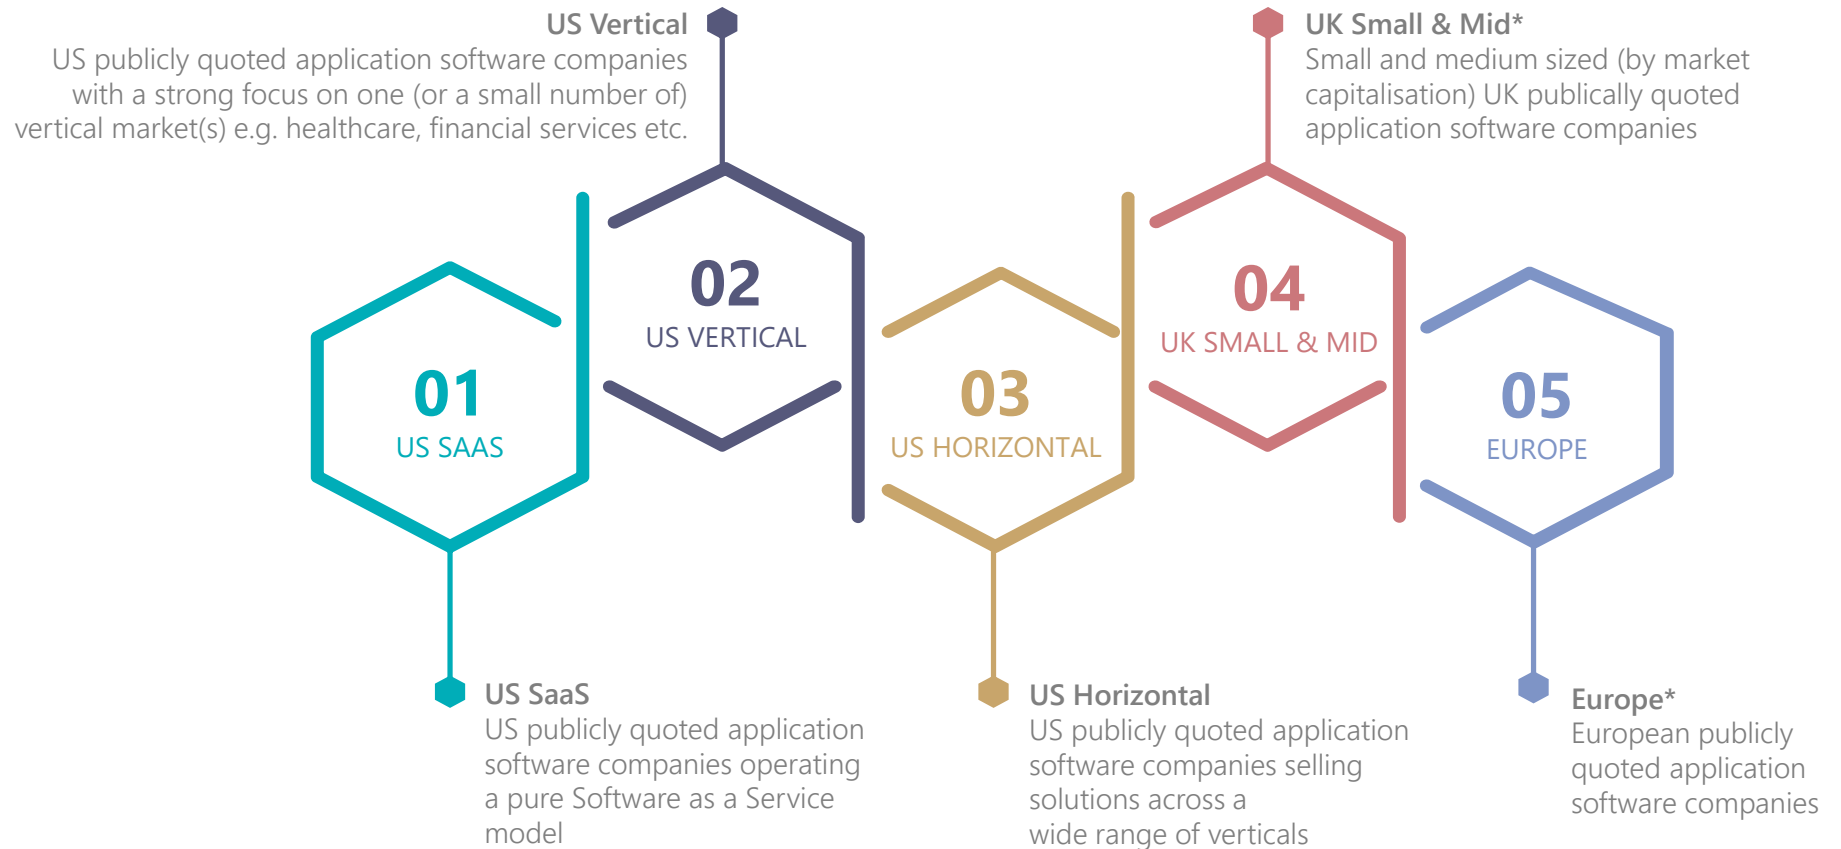 US Vertical
US publicly quoted application software companies
with a strong focus on one (or a small number of)
vertical market(s) e.g. healthcare, financial services etc.
UK Small & Mid*
Small and medium sized (by market
capitalisation) UK publically quoted
application software companies
01
US SAAS
02
US VERTICAL
03
US HORIZONTAL
04
UK SMALL & MID
05
EUROPE
US SaaS
US publicly quoted application
software companies operating
a pure Software as a Service
model
US Horizontal
US publicly quoted application
software companies selling
solutions across a
wide range of verticals
Europe*
European publicly
quoted application
software companies